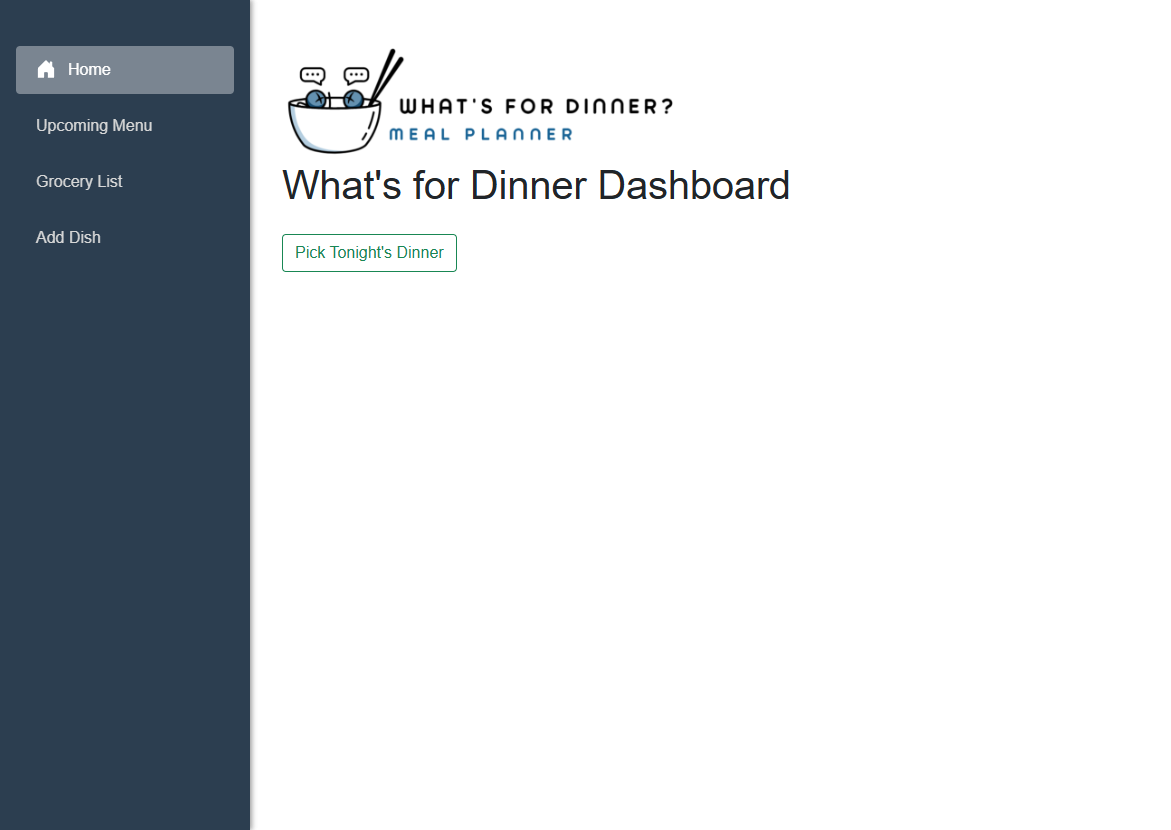 Home
Upcoming Menu
Grocery List
Add Dish
WHAT'S FOR DINNER?
MEAL PLANNER
What's for Dinner Dashboard
Pick Tonight's Dinner